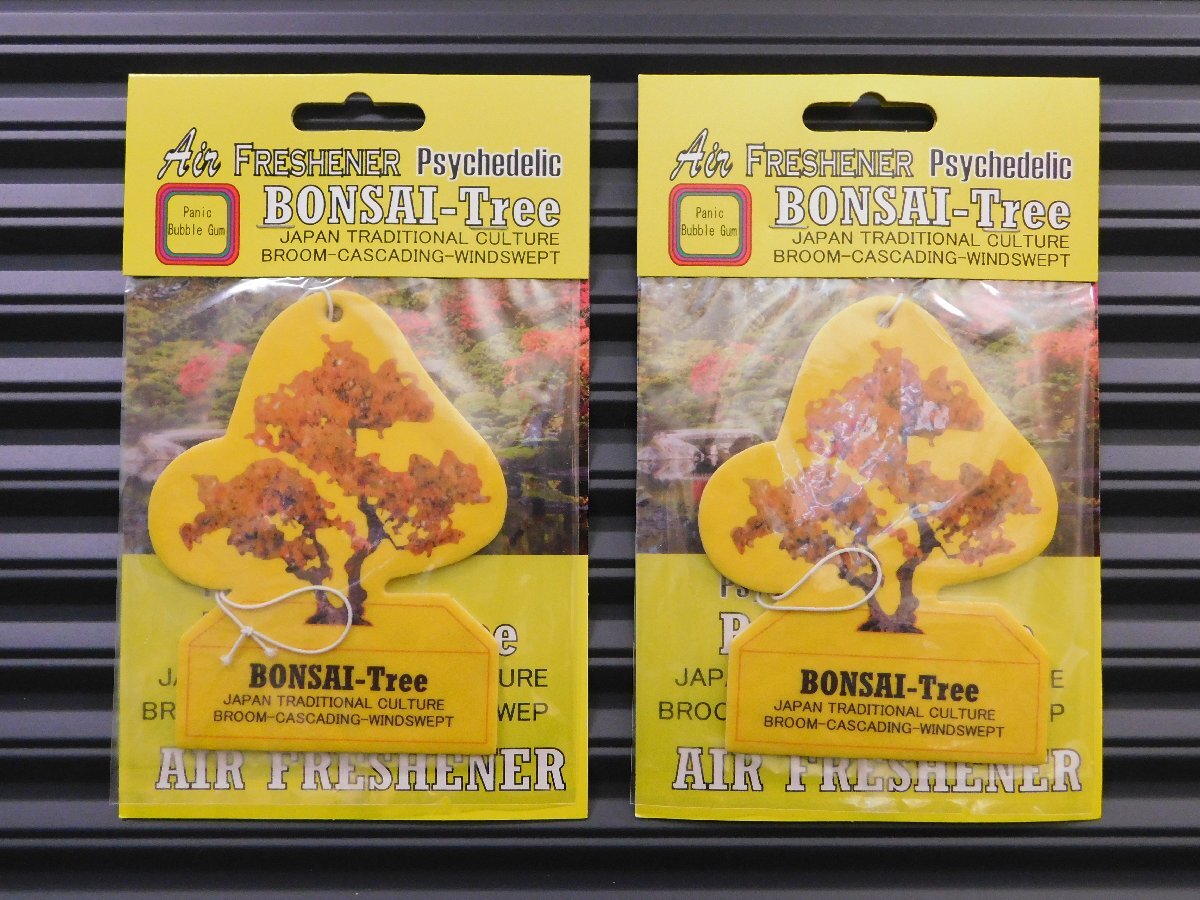 Air FRESHENER Psychedelic
Panic
Bubble Gum
BONSAI-Tree
JAPAN TRADITIONAL CULTURE
BROOM-CASCADING-WINDSWEPT
BONSAI-Tree
JAPAN TRADITIONAL CULTURE
BROOM-CASCADING-WINDSWEPT
AIR FRESHENER
Air FRESHENER Psychedelic
Panic
Bubble Gum
BONSAI-Tree
JAPAN TRADITIONAL CULTURE
BROOM-CASCADING-WINDSWEPT
BONSAI-Tree
JAPAN TRADITIONAL CULTURE
BROOM-CASCADING-WINDSWEPT
AIR FRESHENER